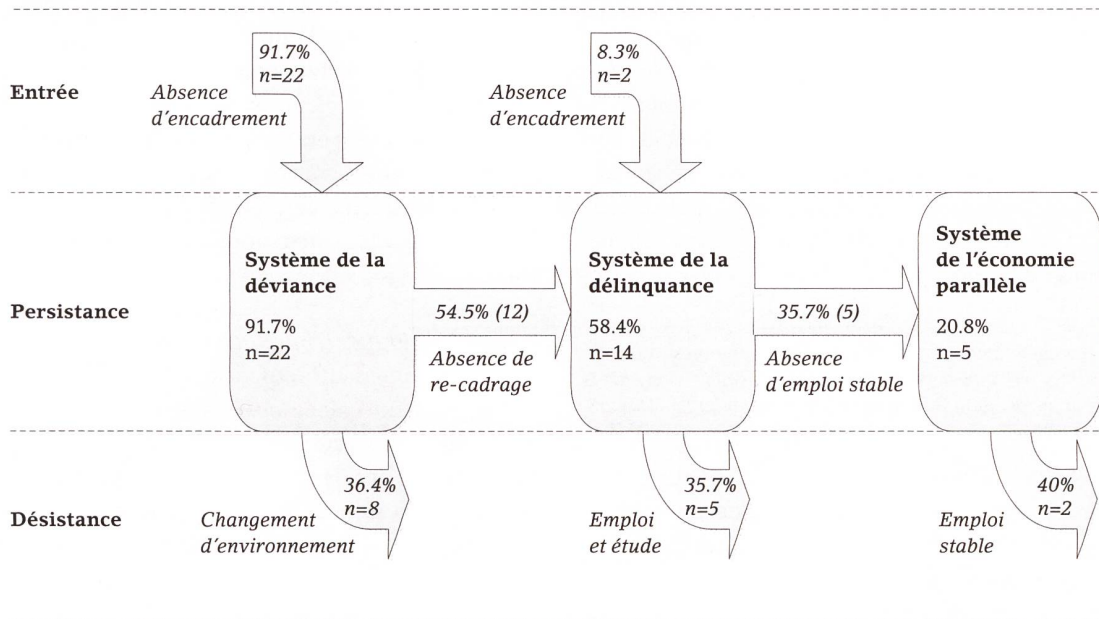 91.7%
n=22
8.3%
n=2
Entrée
Absence
d'encadrement
Absence
d'encadrement
Persistance
Système de la
déviance
91.7%
n=22
54.5% (12)
Absence de
re-cadrage
Système de la
délinquance
58.4%
n=14
35.7% (5)
Absence
d'emploi stable
Système
de l'économie
parallèle
20.8%
n=5
Désistance
Changement
d'environnement
36.4%
n=8
Emploi
et étude
35.7%
n=5
Emploi
stable
40%
n=2